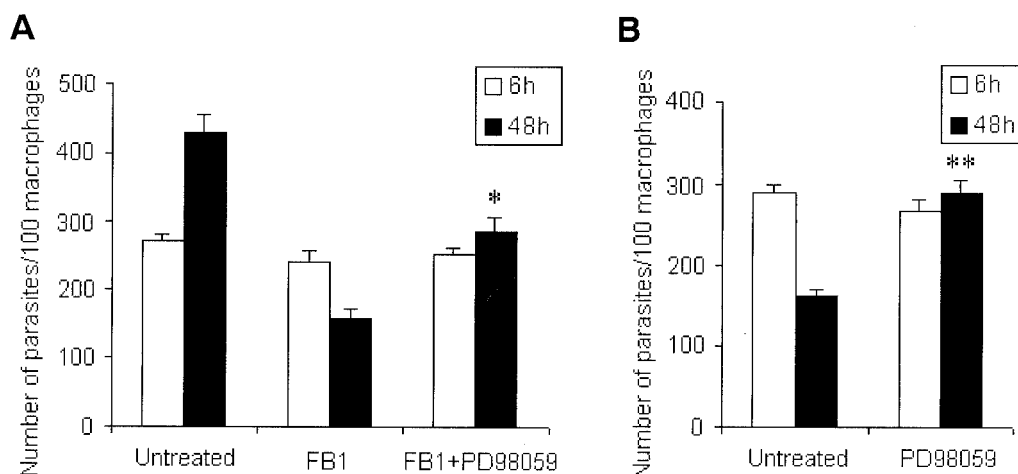 A
Number of parasites/100 macrophages
500
400
300
200
100
0
6h
48h
*
Untreated
FB1
FB1+PD98059
B
Number of parasites/100 macrophages
400
300
200
100
0
6h
48h
**
Untreated
PD98059